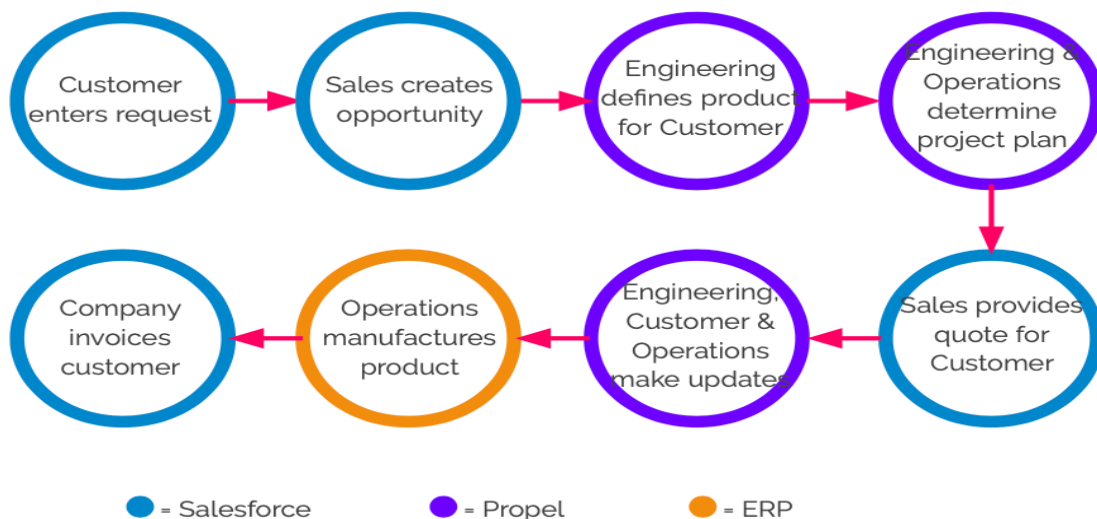 Customer
enters request
Sales creates
opportunity
Engineering
defines product
for Customer
Engineering &
Operations
determine
project plan
Company
invoices
customer
Operations
manufactures
product
Engineering,
Customer &
Operations
make updates
Sales provides
quote for
Customer
= Salesforce
= Propel
= ERP